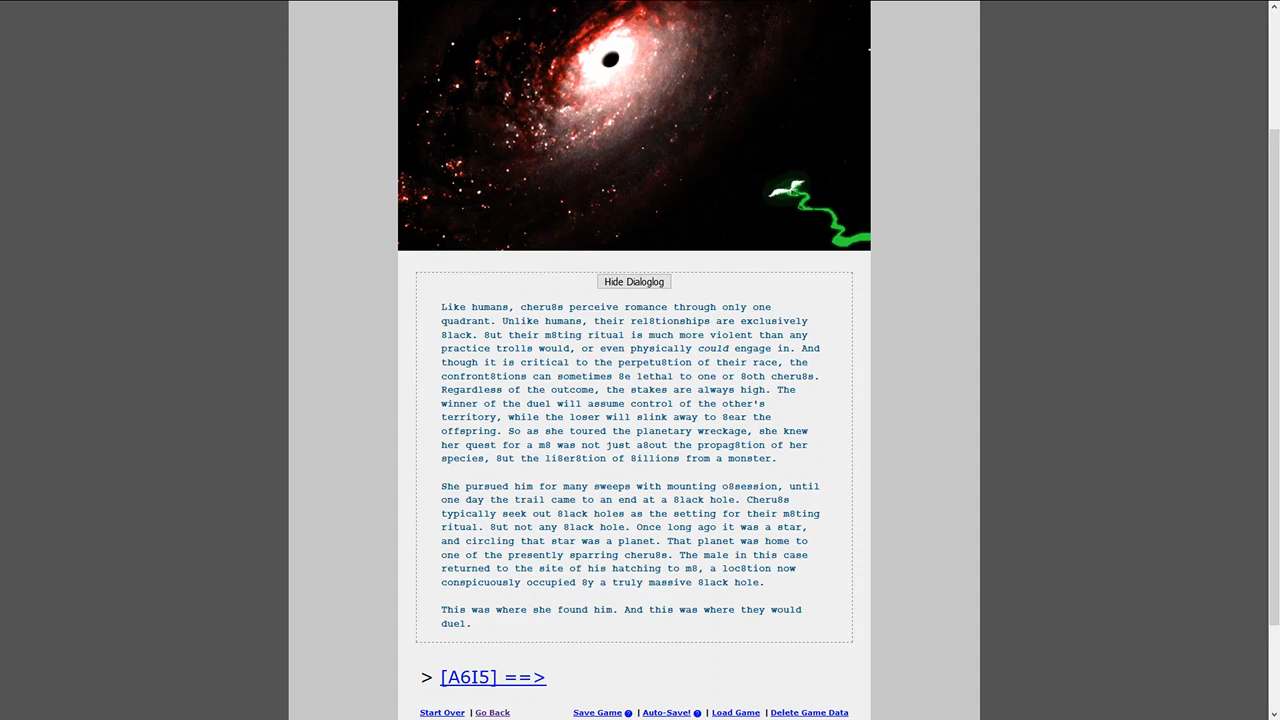 Hide Dialoglog
Like humans, cheru8s perceive romance through only one
quadrant. Unlike humans, their rel8tionships are exclusively
8lack. 8ut their m8ting ritual is much more violent than any
practice trolls would, or even physically could engage in. And
though it is critical to the perpetu8tion of their race, the
confront8tions can sometimes 8e lethal to one or 8oth cheru8s.
Regardless of the outcome, the stakes are always high. The
winner of the duel will assume control of the other's
territory, while the loser will slink away to 8ear the
offspring. So as she toured the planetary wreckage, she knew
her quest for a m8 was not just a8out the propag8tion of her
species, 8ut the li8er8tion of 8illions from a monster.
She pursued him for many sweeps with mounting o8session, until
one day the trail came to an end at a 8lack hole. Cheru8s
typically seek out 8lack holes as the setting for their m8ting
ritual. 8ut not any 8lack hole. Once long ago it was a star,
and circling that star was a planet. That planet was home to
one of the presently sparring cheru8s. The male in this case
returned to the site of his hatching to m8, a loc8tion now
conspicuously occupied 8y a truly massive 8lack hole.
This was where she found him. And this was where they would
duel.
> [A6I5] ==>
Start Over | Go Back Save Game ? | Auto-Save! ? | Load Game | Delete Game Data